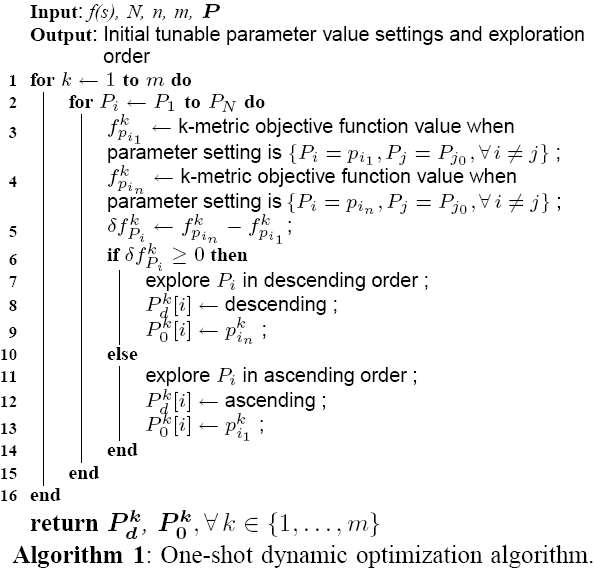 Input: f(s), N, n, m, P
Output: Initial tunable parameter value settings and exploration
order
1 for k ← 1 to m do
2 for P_i ← P_1 to P_N do
3 f^k_{p_{i_1}} ← k-metric objective function value when
parameter setting is {P_i = p_{i_1}, P_j = P_{j_0}, ∀ i ≠ j} ;
4 f^k_{p_{i_n}} ← k-metric objective function value when
parameter setting is {P_i = p_{i_n}, P_j = P_{j_0}, ∀ i ≠ j} ;
5 δf^k_{P_i} ← f^k_{p_{i_n}} − f^k_{p_{i_1}} ;
6 if δf^k_{P_i} ≥ 0 then
7 explore P_i in descending order ;
8 P^k_d[i] ← descending ;
9 P^k_0[i] ← p^k_{i_n} ;
10 else
11 explore P_i in ascending order ;
12 P^k_d[i] ← ascending ;
13 P^k_0[i] ← p^k_{i_1} ;
14 end
15 end
16 end
return P^k_d, P^k_0, ∀ k ∈ {1, . . . , m}
Algorithm 1: One-shot dynamic optimization algorithm.